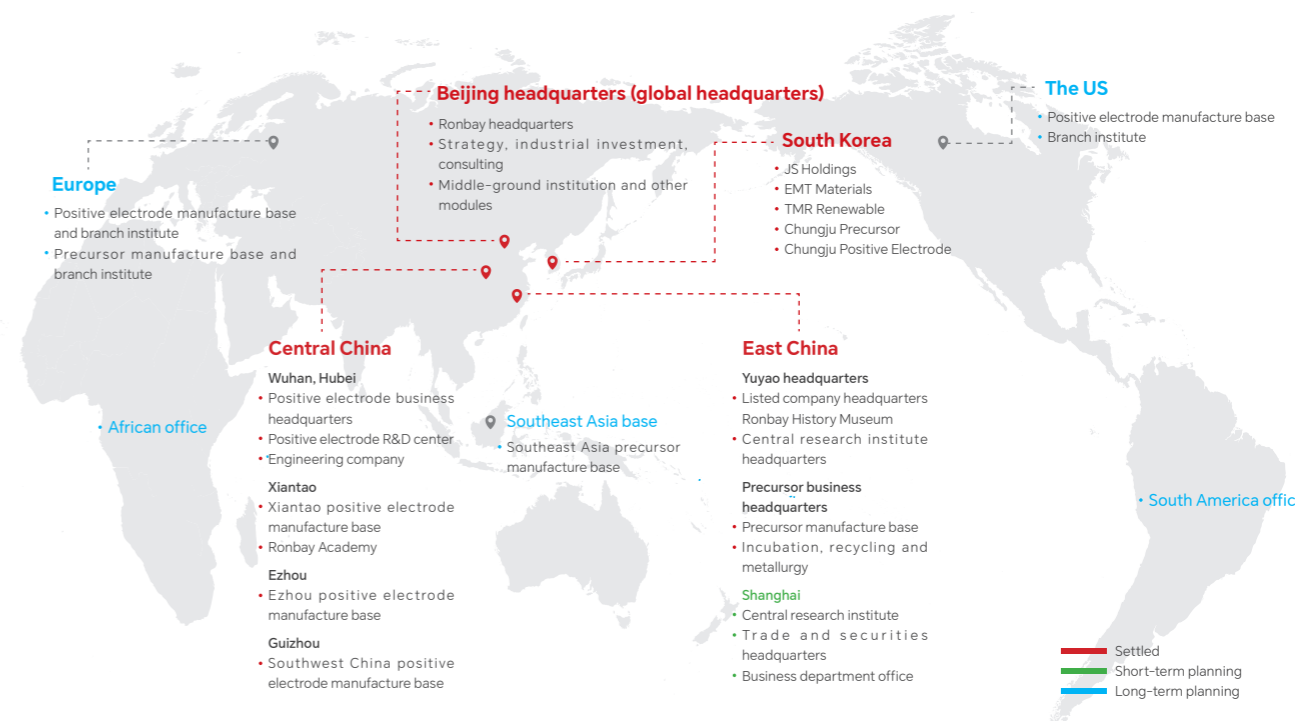 Beijing headquarters (global headquarters)
• Ronbay headquarters
• Strategy, industrial investment,
consulting
• Middle-ground institution and other
modules
The US
• Positive electrode manufacture base
• Branch institute
South Korea
• JS Holdings
• EMT Materials
• TMR Renewable
• Chungju Precursor
• Chungju Positive Electrode
Europe
• Positive electrode manufacture base
and branch institute
• Precursor manufacture base and
branch institute
Central China
Wuhan, Hubei
• Positive electrode business
headquarters
• Positive electrode R&D center
• Engineering company
Xiantao
• Xiantao positive electrode
manufacture base
• Ronbay Academy
Ezhou
• Ezhou positive electrode
manufacture base
Guizhou
• Southwest China positive
electrode manufacture base
• African office
Southeast Asia base
• Southeast Asia precursor
manufacture base
East China
Yuyao headquarters
• Listed company headquarters
Ronbay History Museum
• Central research institute
headquarters
Precursor business
headquarters
• Precursor manufacture base
• Incubation, recycling and
metallurgy
Shanghai
• Central research institute
• Trade and securities
headquarters
• Business department office
• South America offic
Settled
Short-term planning
Long-term planning